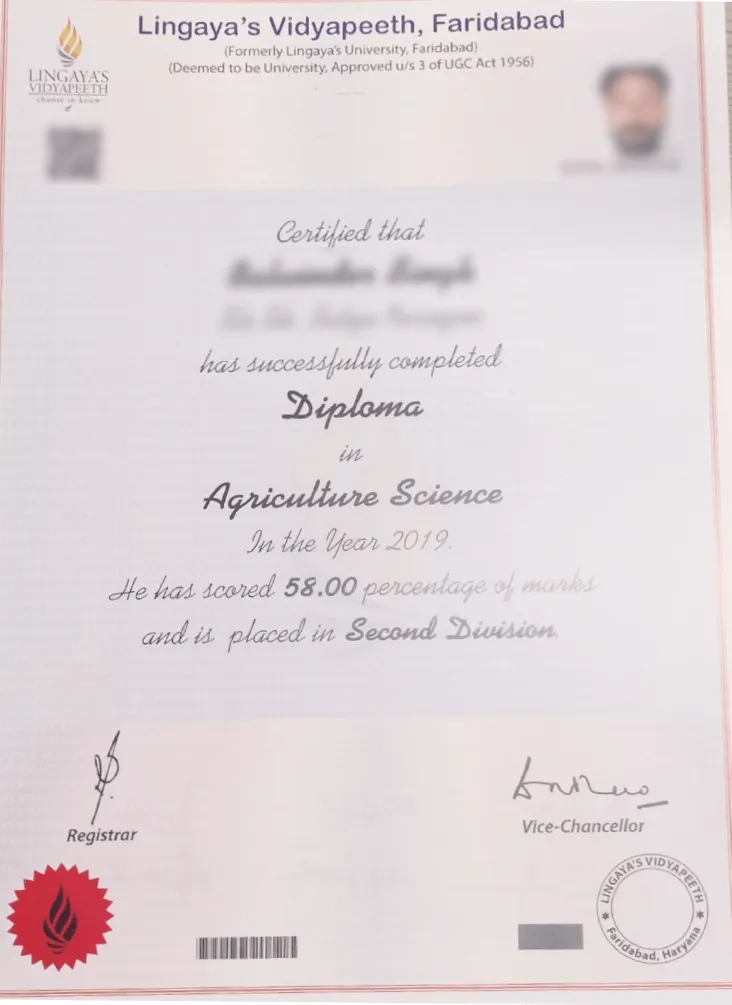 Lingaya's Vidyapeeth, Faridabad
(Formerly Lingaya's University, Faridabad)
(Deemed to be University, Approved u/s 3 of UGC Act 1956)
LINGAYA'S
VIDYAPEETH
Certified that
has successfully completed
Diploma
in
Agriculture Science
In the Year 2019.
He has scored 58.00 percentage of marks
and is placed in Second Division.
Registrar
Vice-Chancellor
LINGAYA'S VIDYAPEETH
Faridabad, Haryana